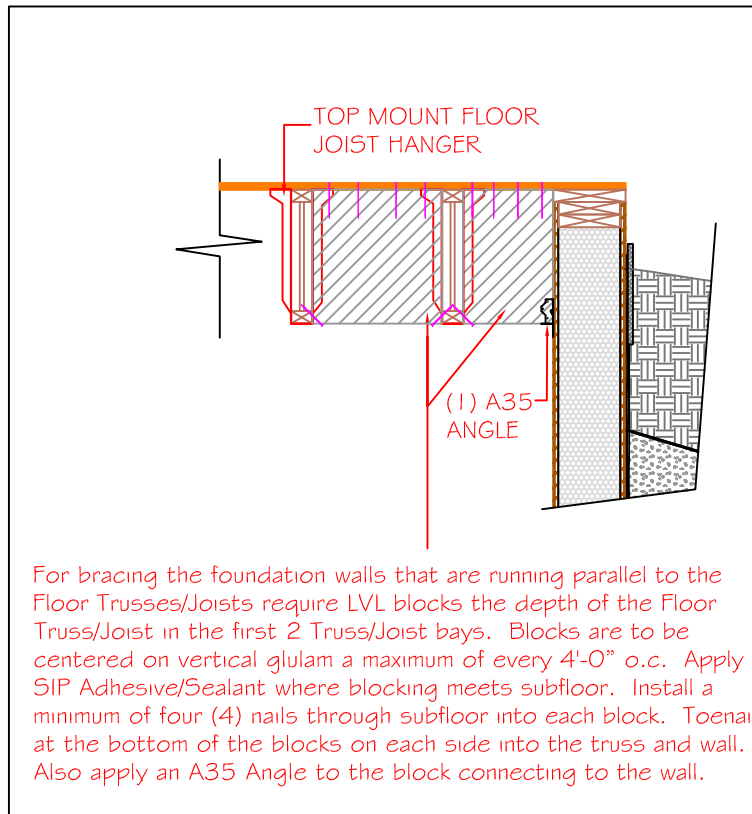 TOP MOUNT FLOOR
JOIST HANGER
(1) A35
ANGLE
For bracing the foundation walls that are running parallel to the
Floor Trusses/Joists require LVL blocks the depth of the Floor
Truss/Joist in the first 2 Truss/Joist bays. Blocks are to be
centered on vertical glulam a maximum of every 4'-0" o.c. Apply
SIP Adhesive/Sealant where blocking meets subfloor. Install a
minimum of four (4) nails through subfloor into each block. Toenai
at the bottom of the blocks on each side into the truss and wall.
Also apply an A35 Angle to the block connecting to the wall.